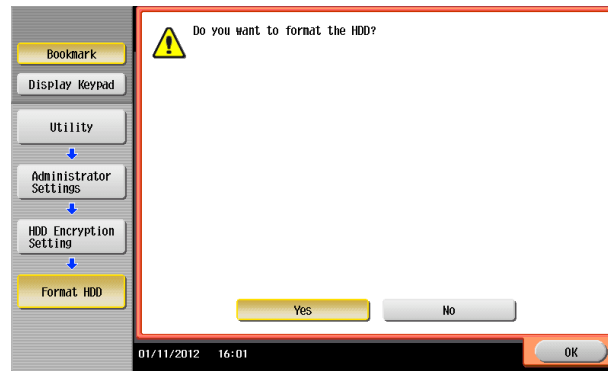 Do you want to format the HDD?
Bookmark
Display Keypad
Utility
Administrator
Settings
HDD Encryption
Setting
Format HDD
Yes
No
01/11/2012 16:01
OK